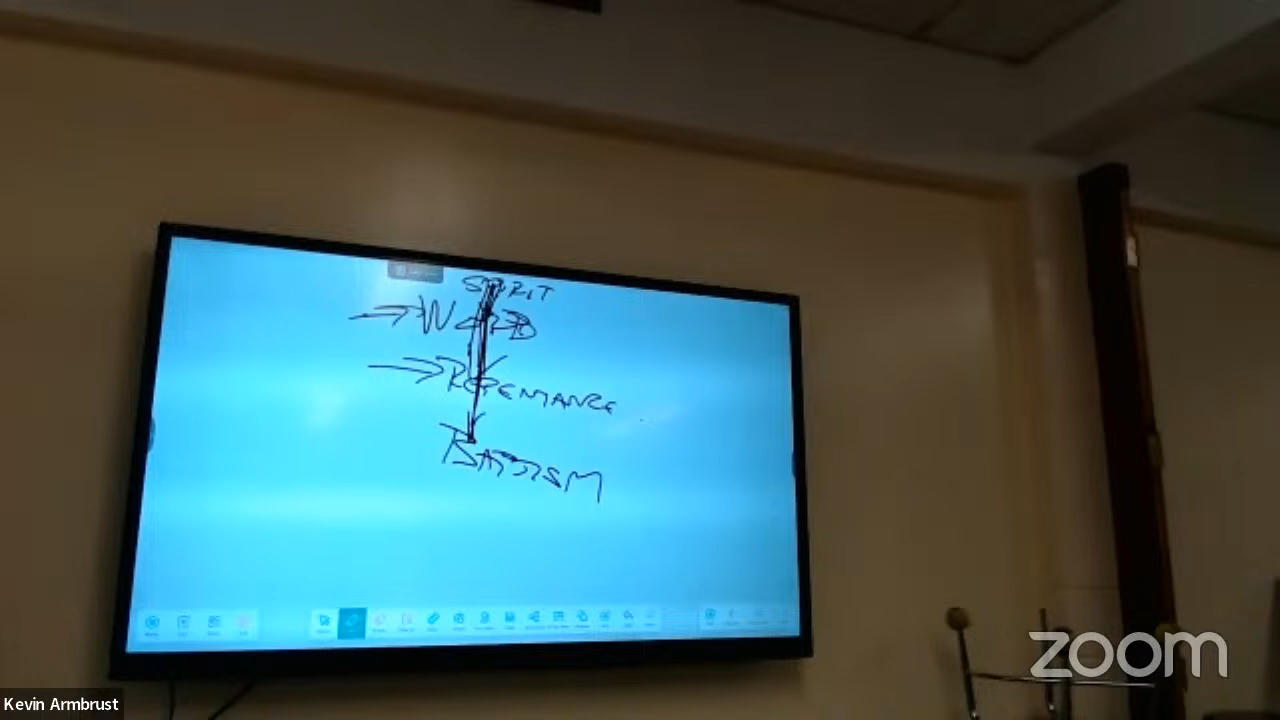 SPIRIT
WORD
REPENTANCE
BAPTISM
zoom
Kevin Armbrust